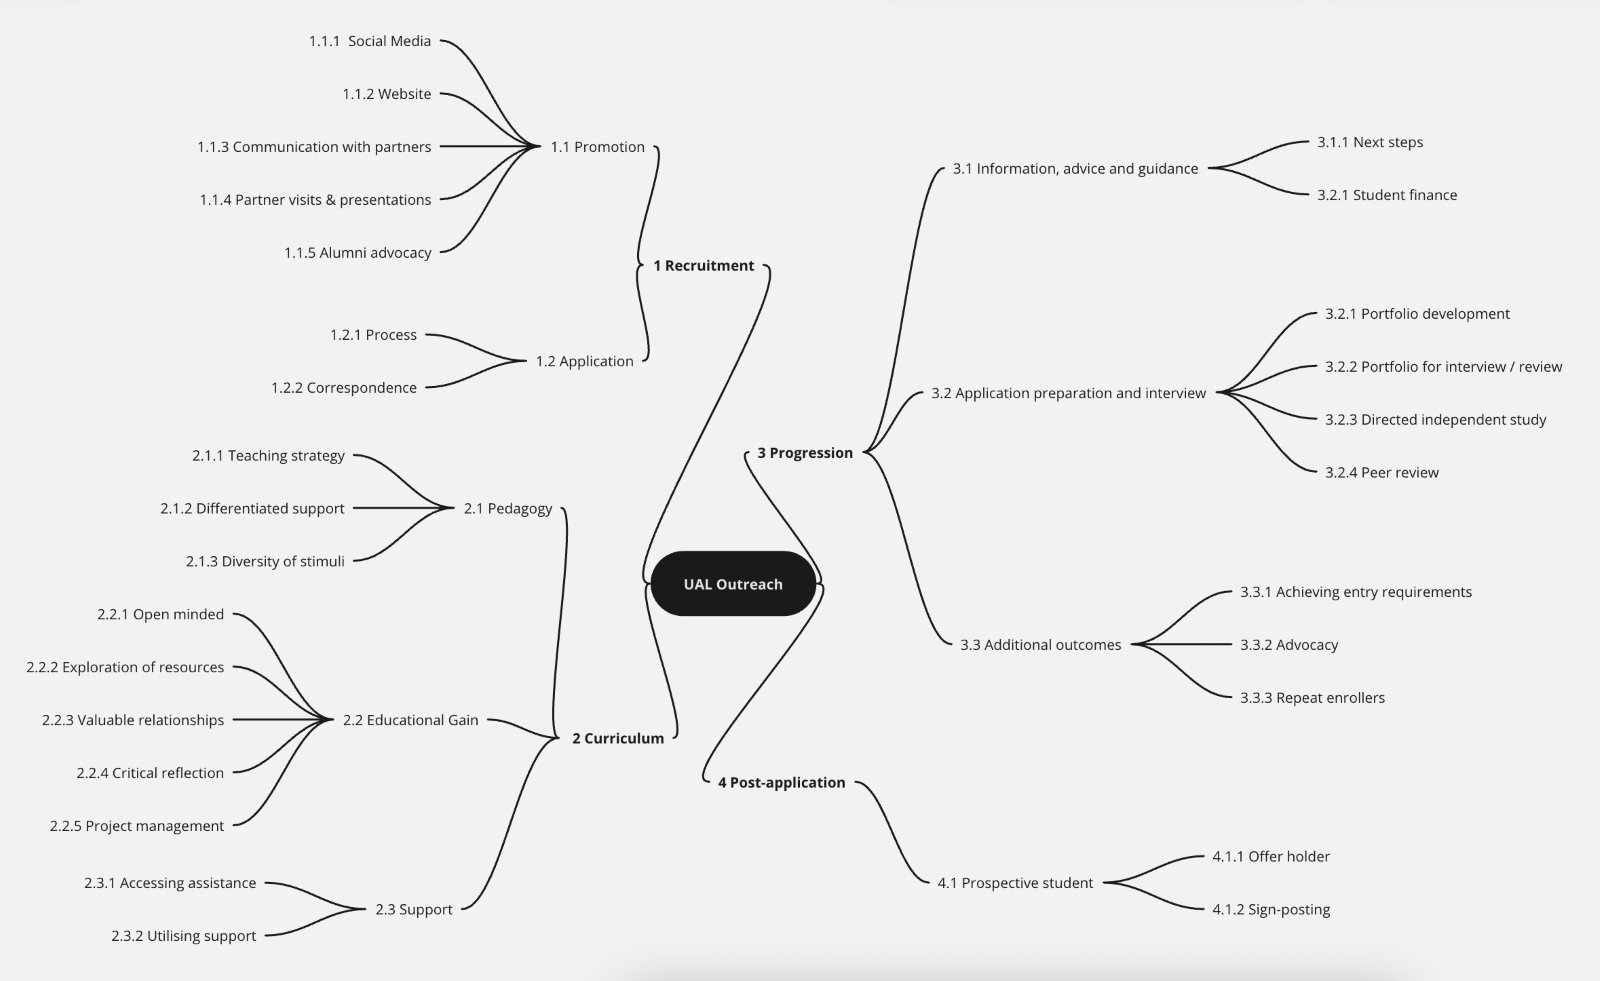 1.1.1  Social Media
1.1.2 Website
1.1.3 Communication with partners
1.1.4 Partner visits & presentations
1.1.5 Alumni advocacy
1.1 Promotion
1 Recruitment
1.2.1 Process
1.2.2 Correspondence
1.2 Application
2.1.1 Teaching strategy
2.1.2 Differentiated support
2.1.3 Diversity of stimuli
2.1 Pedagogy
2.2.1 Open minded
2.2.2 Exploration of resources
2.2.3 Valuable relationships
2.2.4 Critical reflection
2.2.5 Project management
2.2 Educational Gain
2 Curriculum
2.3.1 Accessing assistance
2.3.2 Utilising support
2.3 Support
UAL Outreach
3 Progression
3.1 Information, advice and guidance
3.1.1 Next steps
3.2.1 Student finance
3.2 Application preparation and interview
3.2.1 Portfolio development
3.2.2 Portfolio for interview / review
3.2.3 Directed independent study
3.2.4 Peer review
3.3 Additional outcomes
3.3.1 Achieving entry requirements
3.3.2 Advocacy
3.3.3 Repeat enrollers
4 Post-application
4.1 Prospective student
4.1.1 Offer holder
4.1.2 Sign-posting